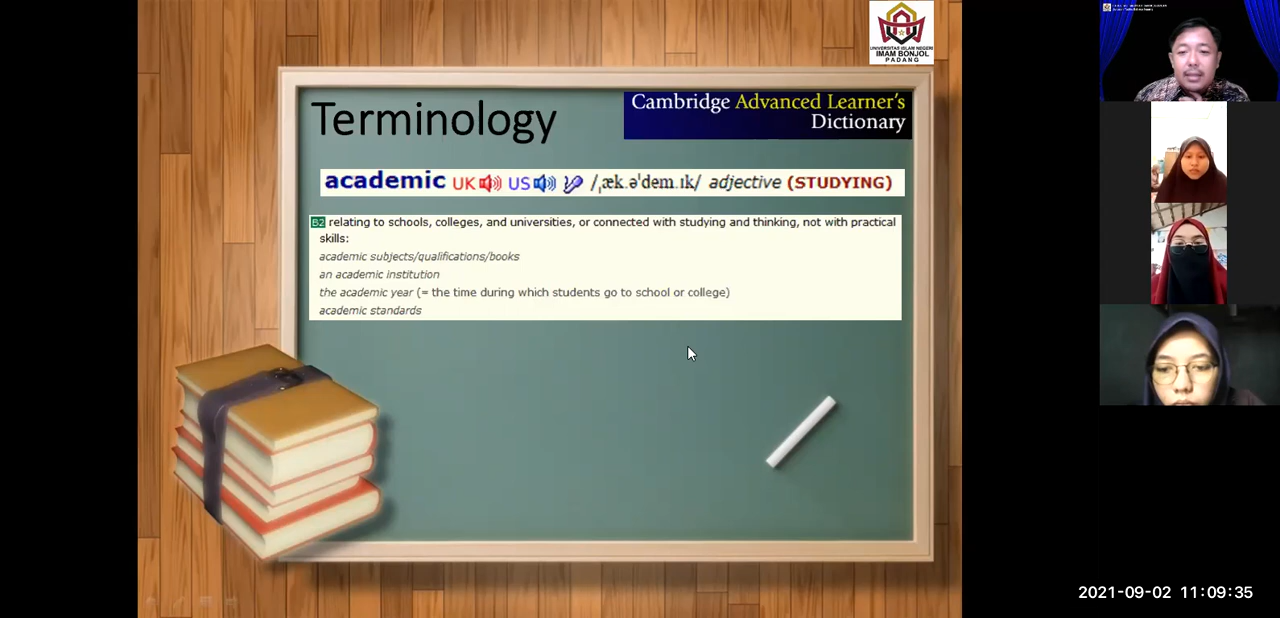 UNIVERSITAS ISLAM NEGERI
IMAM BONJOL
PADANG
Terminology
Cambridge Advanced Learner's
Dictionary
academic UK US /ˌæk.əˈdem.ɪk/ adjective (STUDYING)
B2 relating to schools, colleges, and universities, or connected with studying and thinking, not with practical
skills:
academic subjects/qualifications/books
an academic institution
the academic year (= the time during which students go to school or college)
academic standards
2021-09-02 11:09:35